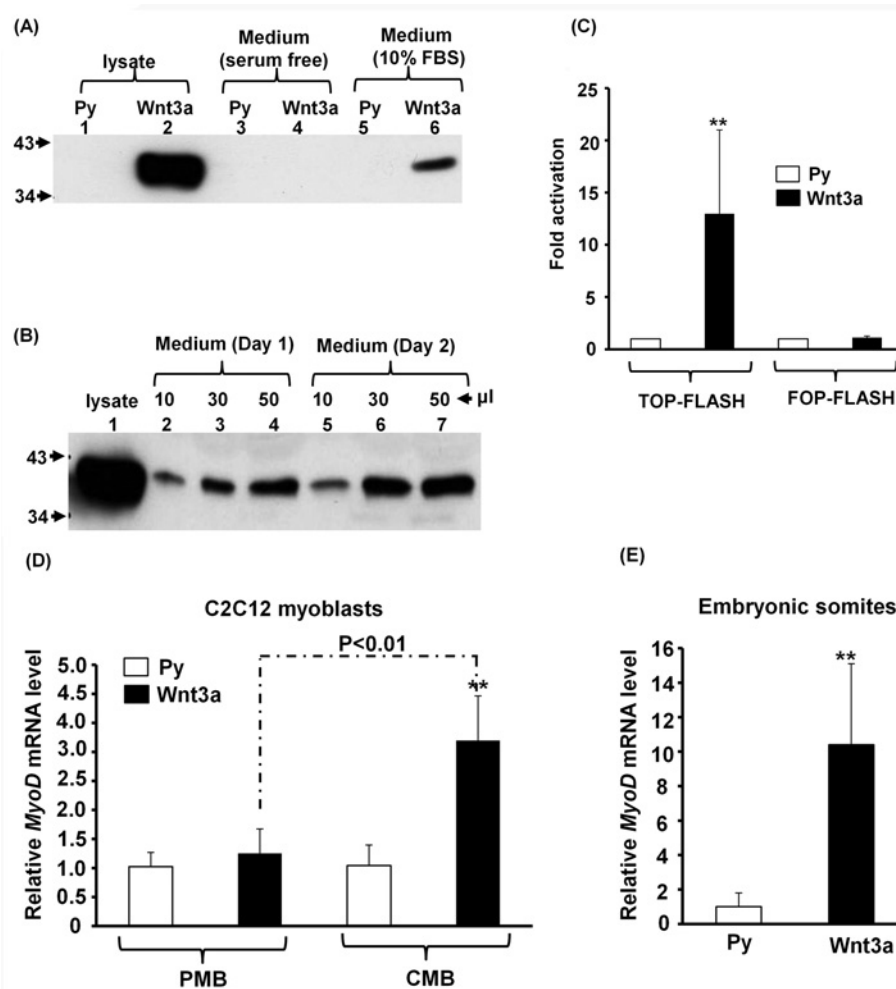 (A)
Medium Medium
lysate (serum free) (10% FBS)
Py Wnt3a Py Wnt3a Py Wnt3a
1 2 3 4 5 6
43
34
(B)
Medium (Day 1) Medium (Day 2)
lysate 10 30 50 10 30 50 µl
1 2 3 4 5 6 7
43
34
(C)
25
20
15
10
5
0
Fold activation
**
Py
Wnt3a
TOP-FLASH FOP-FLASH
(D)
C2C12 myoblasts
P<0.01
5.0
4.5
4.0
3.0
2.5
2.0
1.5
1.0
0.5
0
Relative MyoD mRNA level
Py
Wnt3a
**
PMB CMB
(E)
Embryonic somites
16
14
12
10
8
6
4
2
0
Relative MyoD mRNA level
**
Py Wnt3a